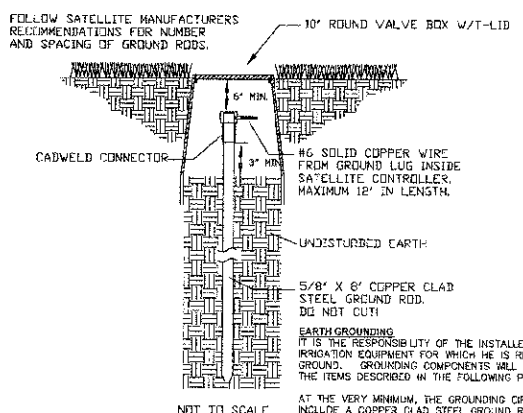 FOLLOW SATELLITE MANUFACTURERS
RECOMMENDATIONS FOR NUMBER
AND SPACING OF GROUND RODS.
10" ROUND VALVE BOX W/T-LID
6" MIN.
CADWELD CONNECTOR
3" MIN
#6 SOLID COPPER WIRE
FROM GROUND LUG INSIDE
SATELLITE CONTROLLER.
MAXIMUM 12' IN LENGTH.
UNDISTURBED EARTH
5/8" X 8' COPPER CLAD
STEEL GROUND ROD.
DO NOT CUT!
EARTH GROUNDING
IT IS THE RESPONSIBILITY OF THE INSTALLE
IRRIGATION EQUIPMENT FOR WHICH HE IS R
GROUND. GROUNDING COMPONENTS WILL
THE ITEMS DESCRIBED IN THE FOLLOWING P
AT THE VERY MINIMUM, THE GROUNDING CIR
INCLUDE A COPPER CLAD STEEL GROUND R
NOT TO SCALE